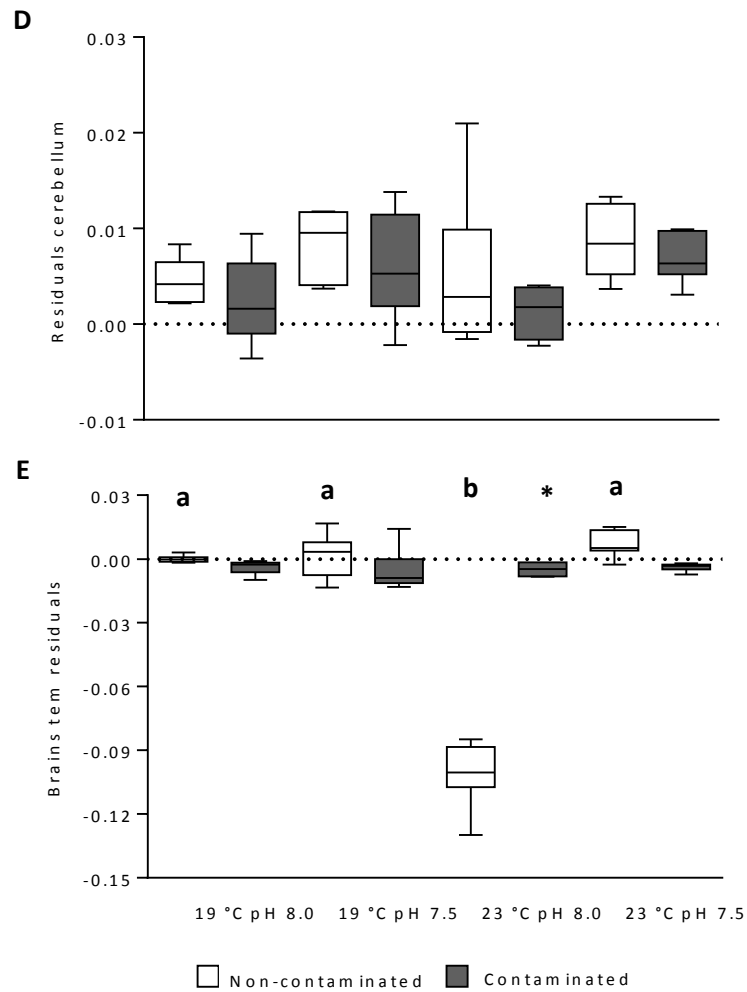 D
0.03
0.02
0.01
0.00
-0.01
Residuals cerebellum
E
a a b * a
0.03
0.00
-0.03
-0.06
-0.09
-0.12
-0.15
Brainstem residuals
19 °C pH 8.0 19 °C pH 7.5 23 °C pH 8.0 23 °C pH 7.5
Non-contaminated Contaminated